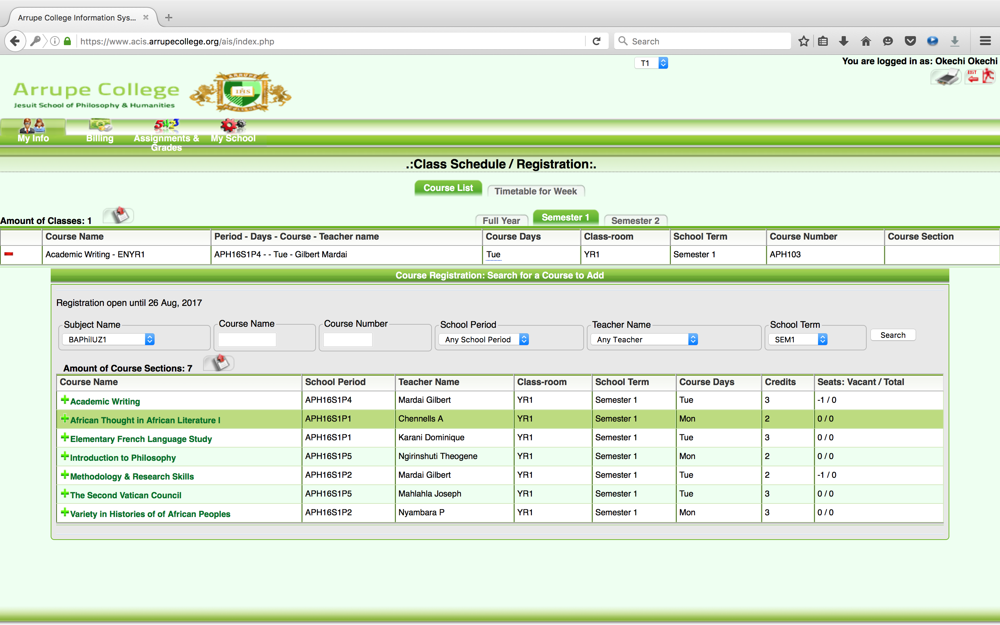 Arrupe College Information Sys...
https://www.acis.arrupecollege.org/ais/index.php
Search
T1
You are logged in as: Okechi Okechi
EXIT
Arrupe College
Jesuit School of Philosophy & Humanities
ARRUPE
IHS
COLLEGE
My Info
Billing
Assignments & Grades
My School
.:Class Schedule / Registration:.
Course List
Timetable for Week
Amount of Classes: 1
Full Year
Semester 1
Semester 2
Course Name Period - Days - Course - Teacher name Course Days Class-room School Term Course Number Course Section
Academic Writing - ENYR1 APH16S1P4 - - Tue - Gilbert Mardai Tue YR1 Semester 1 APH103
Course Registration: Search for a Course to Add
Registration open until 26 Aug, 2017
Subject Name Course Name Course Number School Period Teacher Name School Term
BAPhilUZ1 Any School Period Any Teacher SEM1 Search
Amount of Course Sections: 7
Course Name School Period Teacher Name Class-room School Term Course Days Credits Seats: Vacant / Total
Academic Writing APH16S1P4 Mardai Gilbert YR1 Semester 1 Tue 3 -1 / 0
African Thought in African Literature I APH16S1P1 Chennells A YR1 Semester 1 Mon 2 0 / 0
Elementary French Language Study APH16S1P1 Karani Dominique YR1 Semester 1 Tue 3 0 / 0
Introduction to Philosophy APH16S1P5 Ngirinshuti Theogene YR1 Semester 1 Mon 2 0 / 0
Methodology & Research Skills APH16S1P2 Mardai Gilbert YR1 Semester 1 Tue 2 -1 / 0
The Second Vatican Council APH16S1P5 Mahlahla Joseph YR1 Semester 1 Tue 3 0 / 0
Variety in Histories of of African Peoples APH16S1P2 Nyambara P YR1 Semester 1 Mon 3 0 / 0